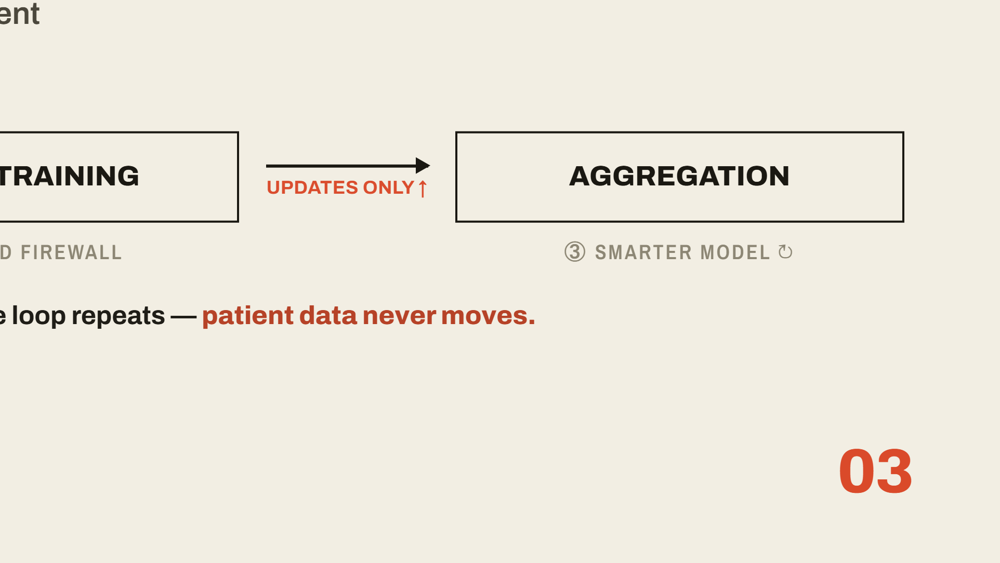 ent
TRAINING
UPDATES ONLY ↑
AGGREGATION
D FIREWALL
③ SMARTER MODEL ↻
e loop repeats — patient data never moves.
03